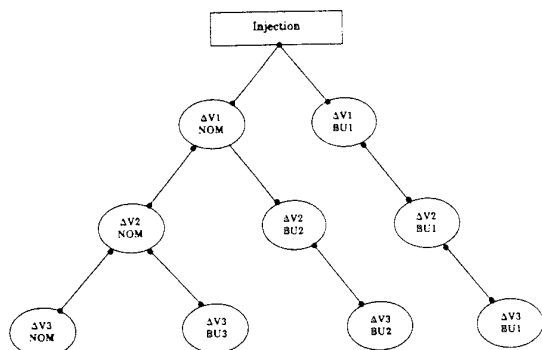 Injection
ΔV1
NOM
ΔV1
BU1
ΔV2
NOM
ΔV2
BU2
ΔV2
BU1
ΔV3
NOM
ΔV3
BU3
ΔV3
BU2
ΔV3
BU1